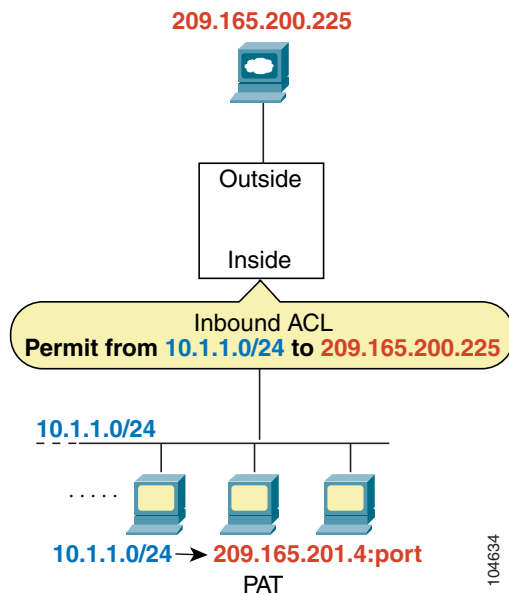 209.165.200.225
Outside
Inside
Inbound ACL
Permit from 10.1.1.0/24 to 209.165.200.225
10.1.1.0/24
.....
10.1.1.0/24 → 209.165.201.4:port
PAT
104634